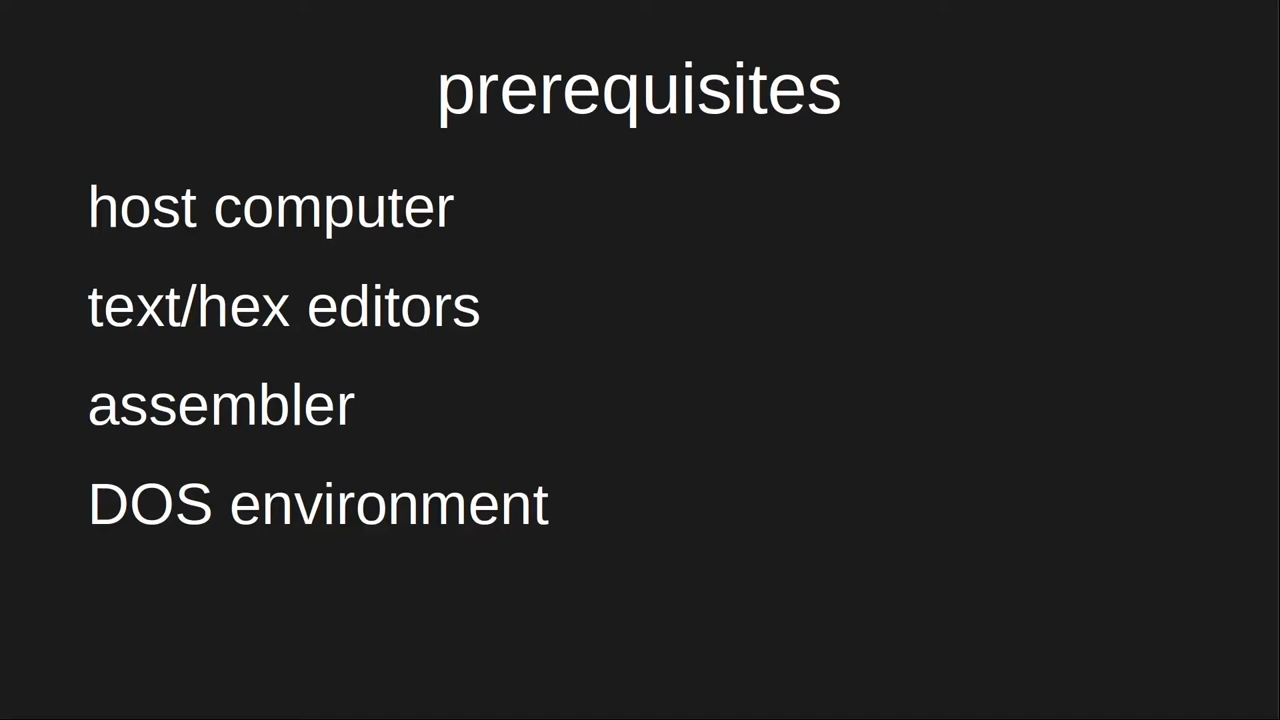 prerequisites
host computer
text/hex editors
assembler
DOS environment